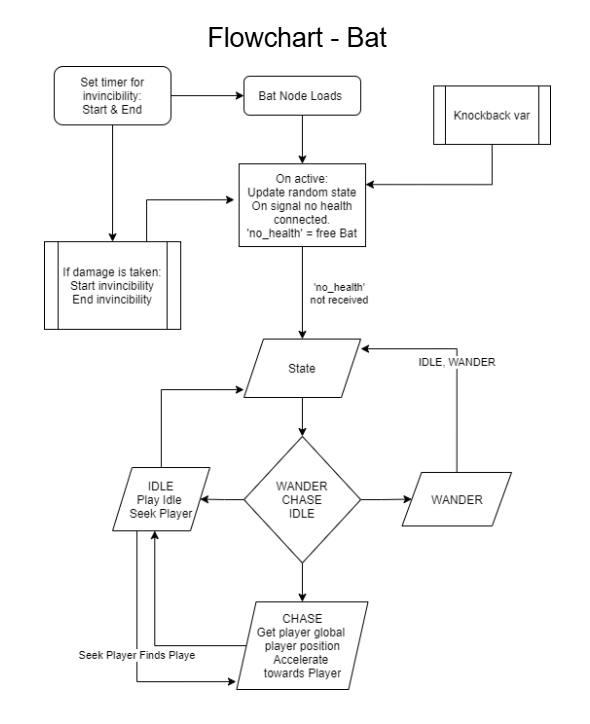 Flowchart - Bat
Set timer for
invincibility:
Start & End
Bat Node Loads
Knockback var
On active:
Update random state
On signal no health
connected.
'no_health' = free Bat
If damage is taken:
Start invincibility
End invincibility
'no_health'
not received
State
IDLE, WANDER
IDLE
Play Idle
Seek Player
WANDER
CHASE
IDLE
WANDER
CHASE
Get player global
player position
Accelerate
towards Player
Seek Player Finds Playe